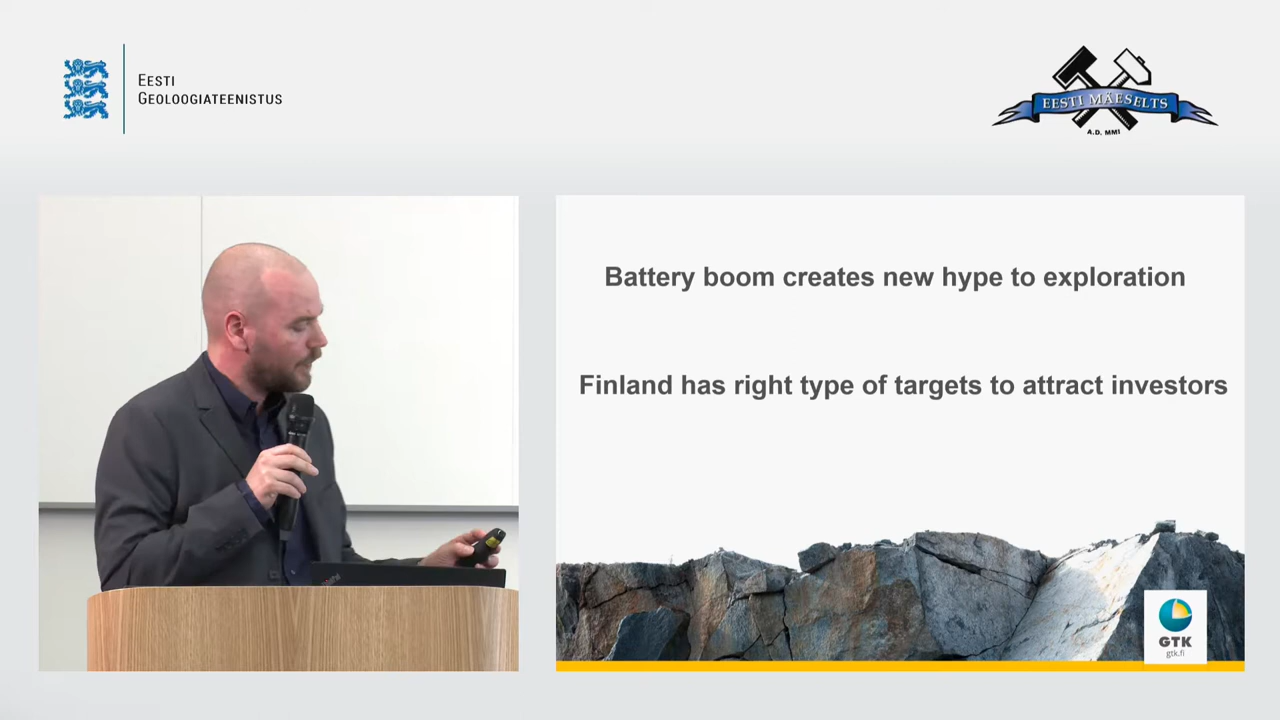 EESTI
GEOLOOGIATEENISTUS
EESTI MÄESELTS
A.D. MMI
Battery boom creates new hype to exploration
Finland has right type of targets to attract investors
GTK
gtk.fi